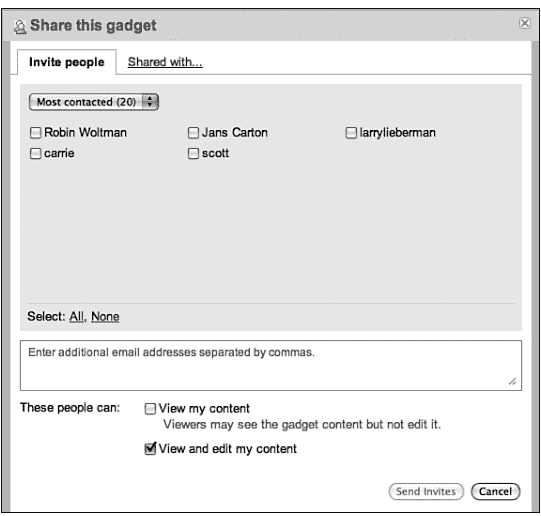 Share this gadget
Invite people Shared with...
Most contacted (20)
Robin Woltman Jans Carton larrylieberman
carrie scott
Select: All, None
Enter additional email addresses separated by commas.
These people can: View my content
Viewers may see the gadget content but not edit it.
View and edit my content
Send Invites Cancel